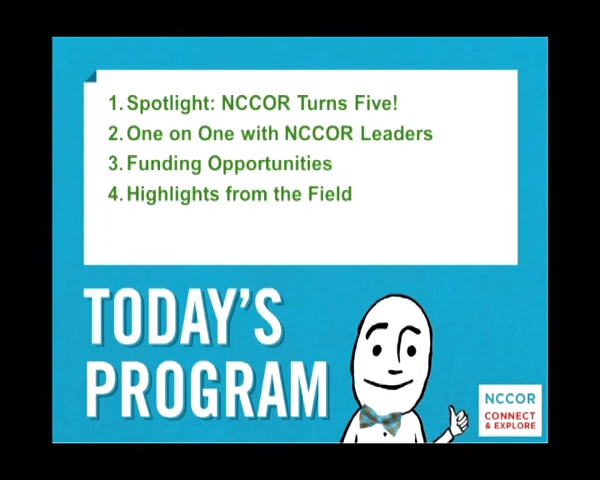 1. Spotlight: NCCOR Turns Five!
2. One on One with NCCOR Leaders
3. Funding Opportunities
4. Highlights from the Field
TODAY'S
PROGRAM
NCCOR
CONNECT
& EXPLORE